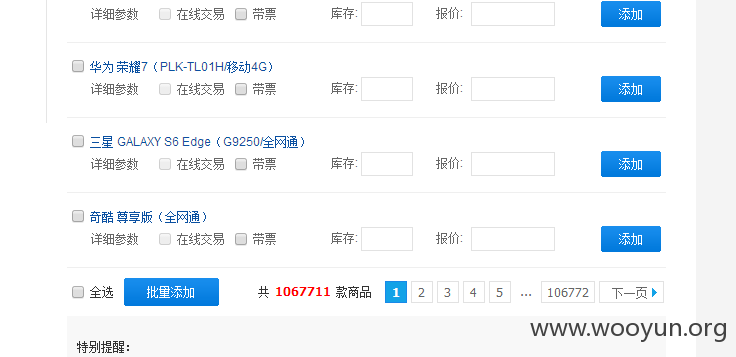 详细参数 在线交易 带票 库存: 报价: 添加
华为 荣耀7（PLK-TL01H/移动4G）
详细参数 在线交易 带票 库存: 报价: 添加
三星 GALAXY S6 Edge（G9250/全网通）
详细参数 在线交易 带票 库存: 报价: 添加
奇酷 尊享版（全网通）
详细参数 在线交易 带票 库存: 报价: 添加
全选 批量添加 共 1067711 款商品 1 2 3 4 5 ... 106772 下一页
www.wooyun.org
特别提醒：